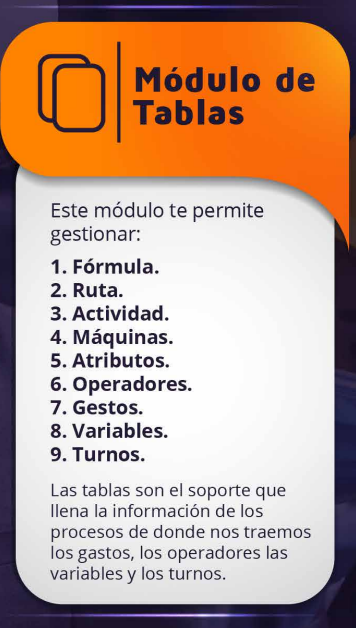 Módulo de
Tablas
Este módulo te permite
gestionar:
1. Fórmula.
2. Ruta.
3. Actividad.
4. Máquinas.
5. Atributos.
6. Operadores.
7. Gestos.
8. Variables.
9. Turnos.
Las tablas son el soporte que
llena la información de los
procesos de donde nos traemos
los gastos, los operadores las
variables y los turnos.